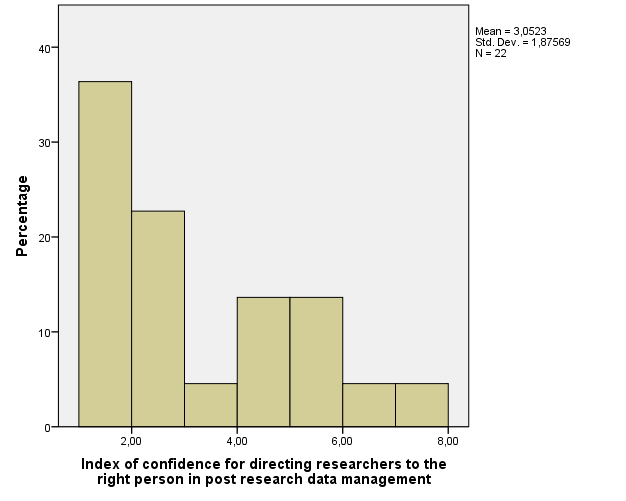 Mean = 3,0523
Std. Dev. = 1,87569
N = 22
40
30
20
10
0
Percentage
2,00 4,00 6,00 8,00
Index of confidence for directing researchers to the
right person in post research data management